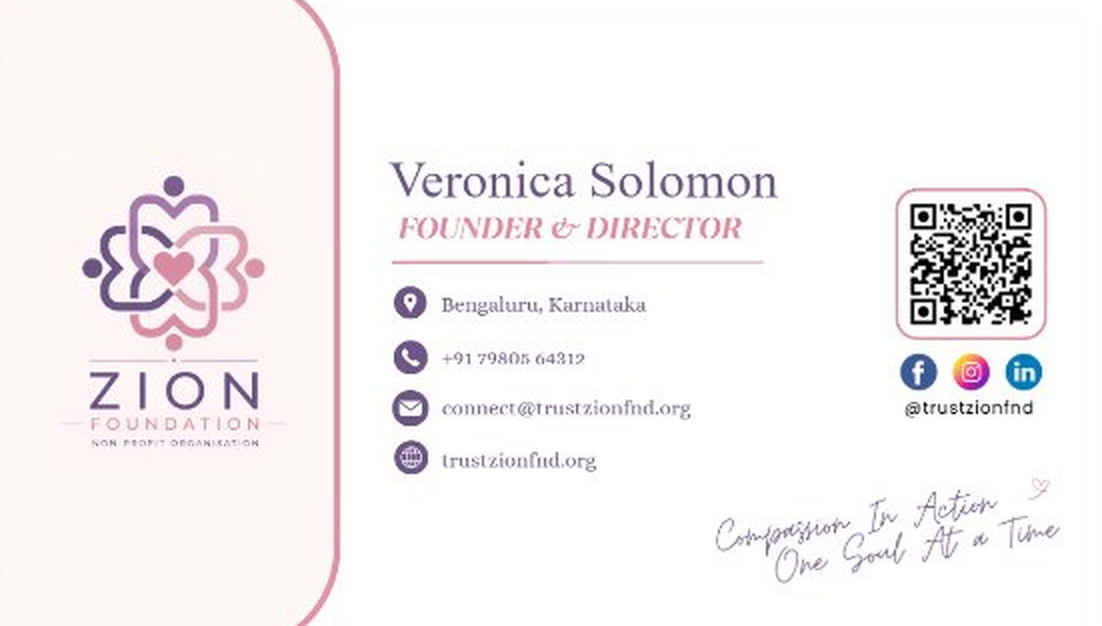 ZION
FOUNDATION
NON-PROFIT ORGANISATION
Veronica Solomon
FOUNDER & DIRECTOR
Bengaluru, Karnataka
+91 79805 64312
connect@trustzionfnd.org
trustzionfnd.org
@trustzionfnd
Compassion In Action
One Soul At a Time